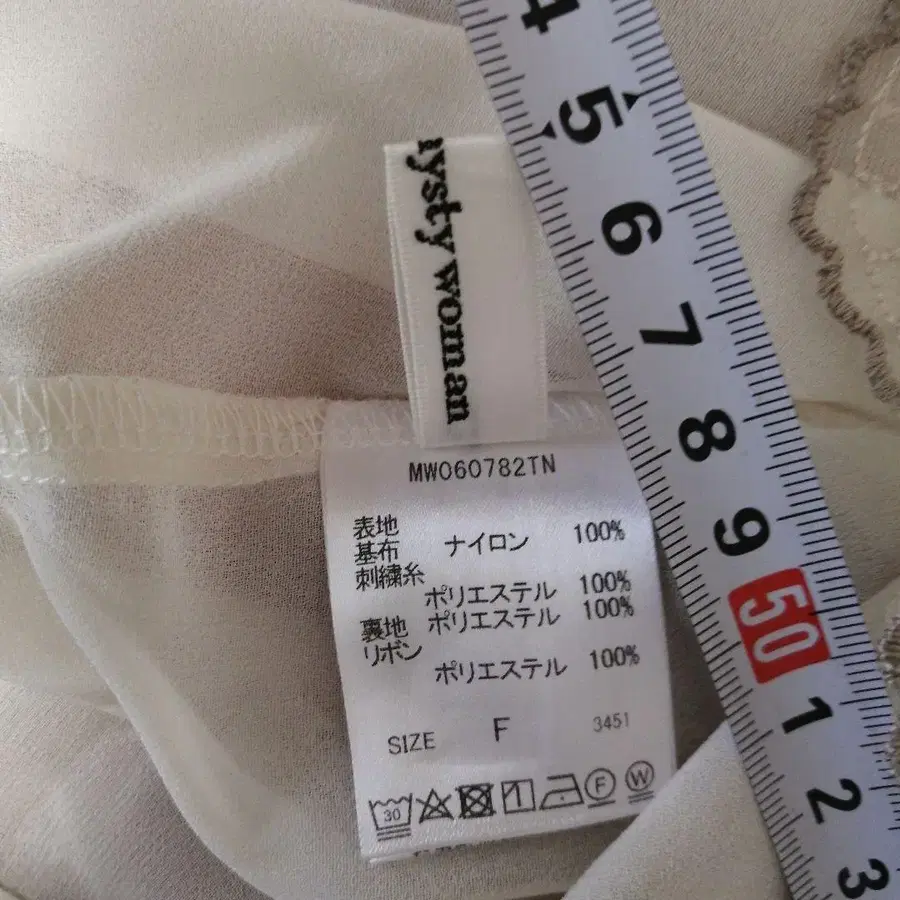 ysty woman
MW060782TN
表地
基布 ナイロン 100%
刺繍糸
ポリエステル 100%
裏地 ポリエステル 100%
リボン
ポリエステル 100%
SIZE F 3451
30 F W
4
5
6
7
8
9
50
1
2
3